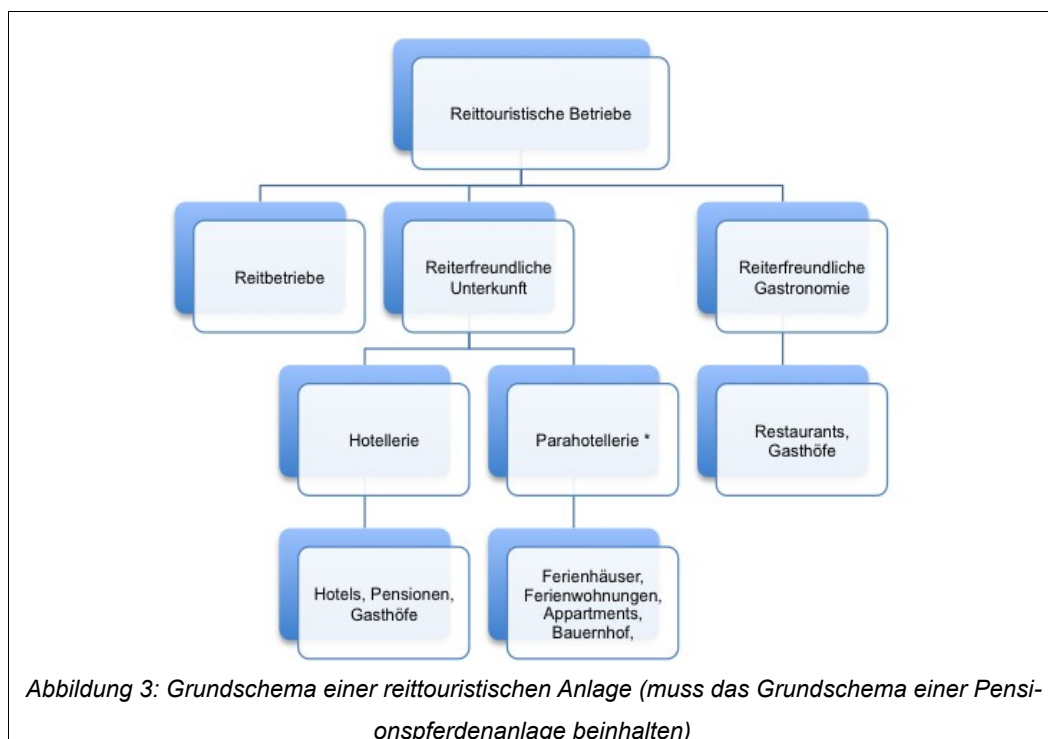 Reittouristische Betriebe
Reitbetriebe
Reiterfreundliche
Unterkunft
Reiterfreundliche
Gastronomie
Hotellerie
Parahotellerie *
Restaurants,
Gasthöfe
Hotels, Pensionen,
Gasthöfe
Ferienhäuser,
Ferienwohnungen,
Appartments,
Bauernhof,
Abbildung 3: Grundschema einer reittouristischen Anlage (muss das Grundschema einer Pensi-
onspferdenanlage beinhalten)